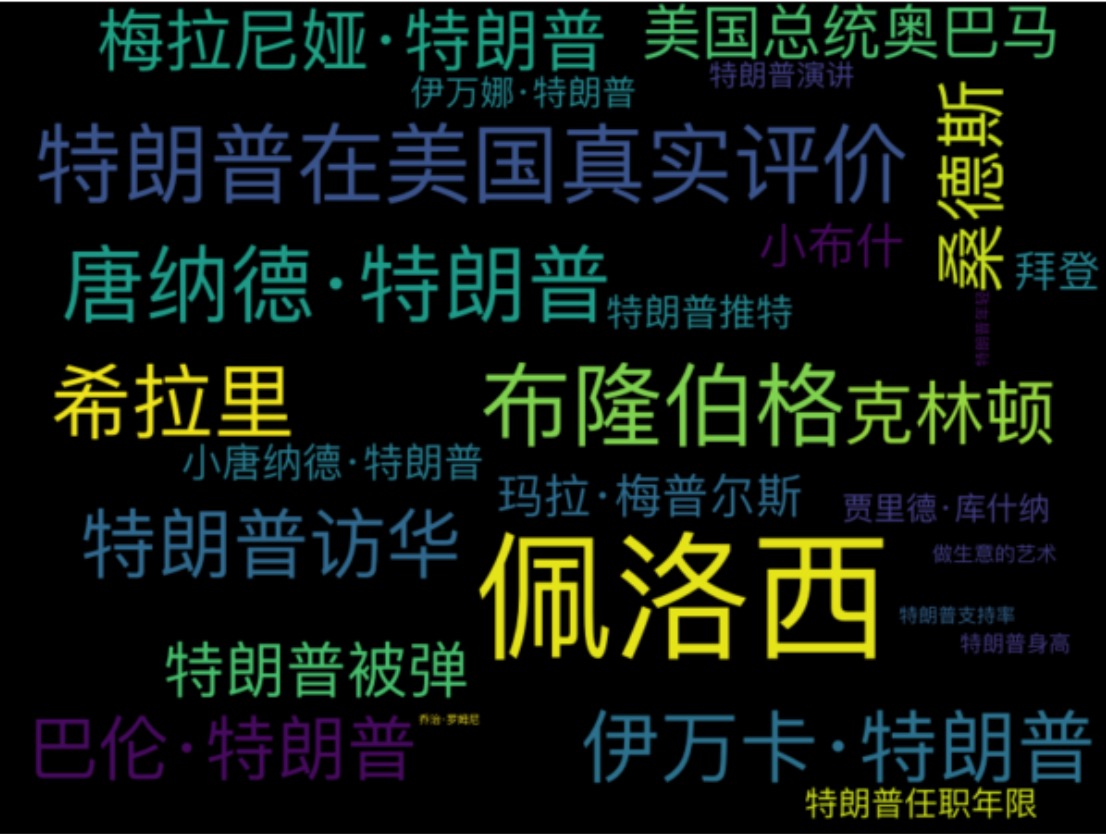 梅拉尼娅·特朗普
美国总统奥巴马
特朗普演讲
伊万娜·特朗普
特朗普在美国真实评价
桑德斯
小布什
拜登
唐纳德·特朗普
特朗普推特
希拉里
布隆伯格
克林顿
小唐纳德·特朗普
玛拉·梅普尔斯
贾里德·库什纳
特朗普访华
佩洛西
做生意的艺术
特朗普支持率
特朗普身高
特朗普被弹
巴伦·特朗普
乔治·罗姆尼
伊万卡·特朗普
特朗普任职年限